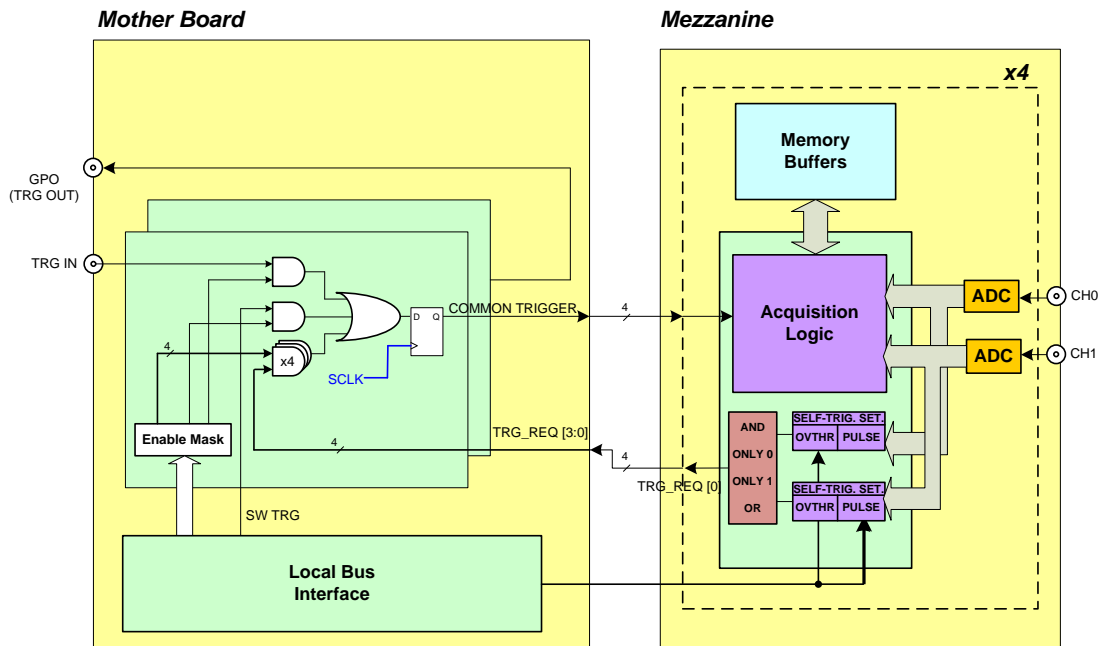 Mother Board
Mezzanine
x4
Memory
Buffers
GPO
(TRG OUT)
TRG IN
D Q
COMMON TRIGGER
4
Acquisition
Logic
ADC
CH0
ADC
CH1
4
x4
SCLK
Enable Mask
4
TRG_REQ [3:0]
4
TRG_REQ [0]
AND
ONLY 0
ONLY 1
OR
SELF-TRIG. SET.
OVTHR PULSE
SELF-TRIG. SET.
OVTHR PULSE
SW TRG
Local Bus
Interface